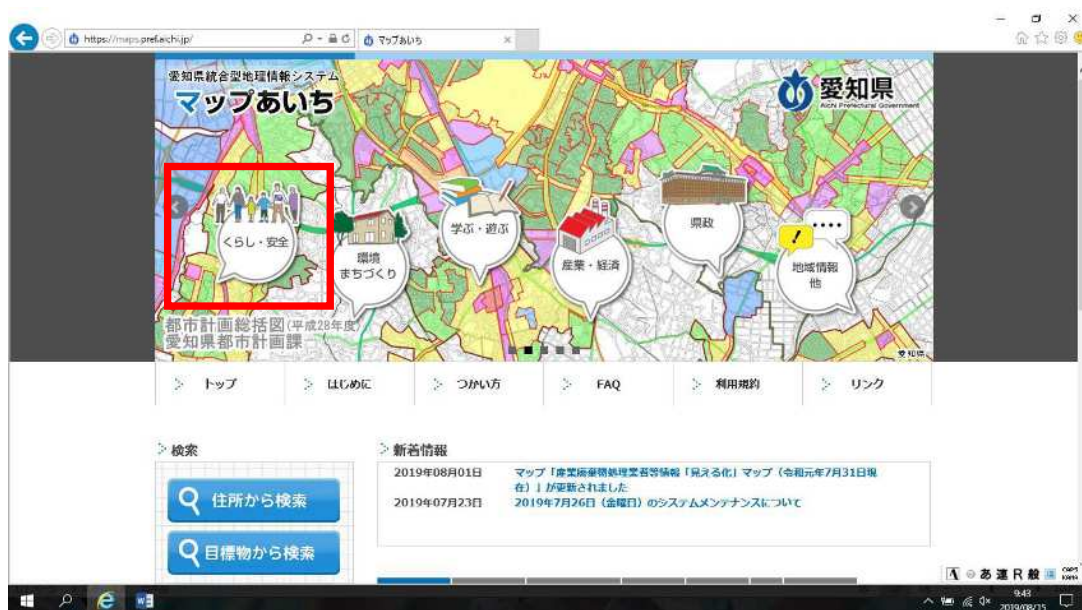 https://maps.pref.aichi.jp/
マップあいち
愛知県統合型地理情報システム
マップあいち
愛知県
Aichi Prefectural Government
くらし・安全
環境
まちづくり
学ぶ・遊ぶ
産業・経済
県政
地域情報
他
都市計画総括図(平成28年度)
愛知県都市計画課
愛知県
トップ
はじめに
つかい方
FAQ
利用規約
リンク
検索
新着情報
住所から検索
目標物から検索
2019年08月01日 マップ「産業廃棄物処理業者等情報「見える化」マップ（令和元年7月31日現
在）」が更新されました
2019年07月23日 2019年7月26日（金曜日）のシステムメンテナンスについて
A あ 連 R 般
CAPS
KANA
9:43
2019/08/15